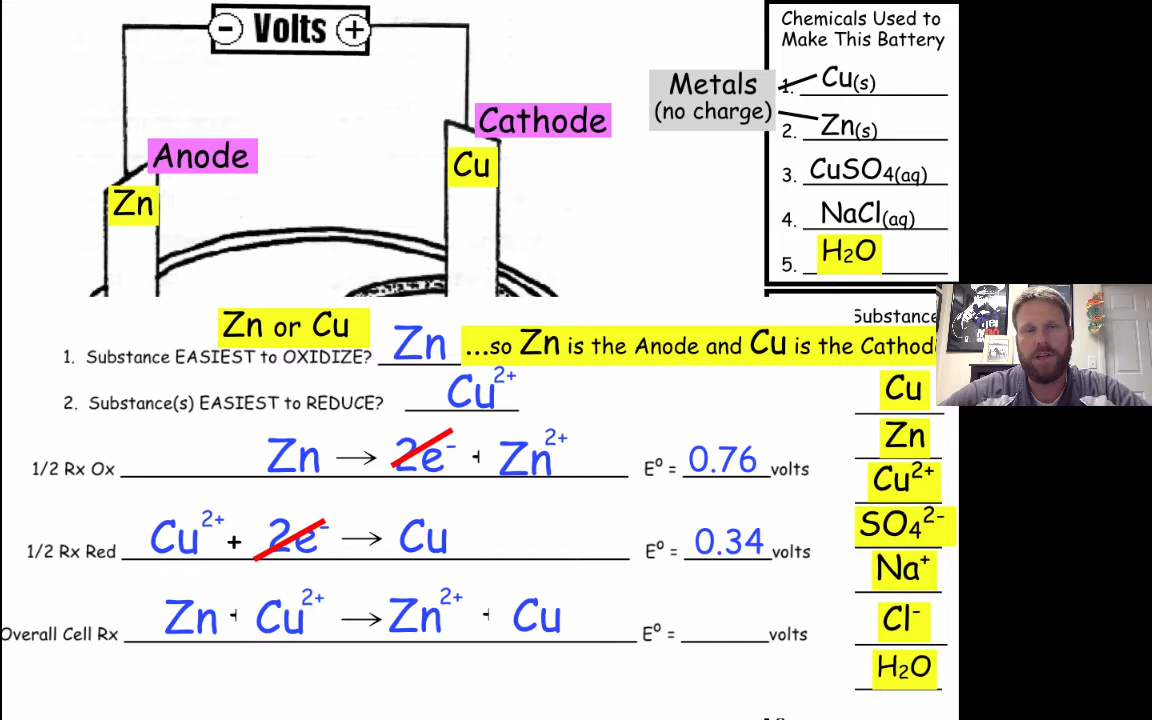 - Volts +
Chemicals Used to
Make This Battery
Metals
(no charge)
1. Cu(s)
2. Zn(s)
3. CuSO4(aq)
4. NaCl(aq)
5. H2O
Cathode
Anode
Cu
Zn
Zn or Cu
1. Substance EASIEST to OXIDIZE? Zn ...so Zn is the Anode and Cu is the Cathod
2. Substance(s) EASIEST to REDUCE? Cu²⁺
1/2 Rx Ox Zn → 2e⁻ + Zn²⁺ Eº = 0.76 volts
1/2 Rx Red Cu²⁺ + 2e⁻ → Cu Eº = 0.34 volts
Overall Cell Rx Zn + Cu²⁺ → Zn²⁺ + Cu Eº = volts
Substance
Cu
Zn
Cu²⁺
SO₄²⁻
Na⁺
Cl⁻
H₂O